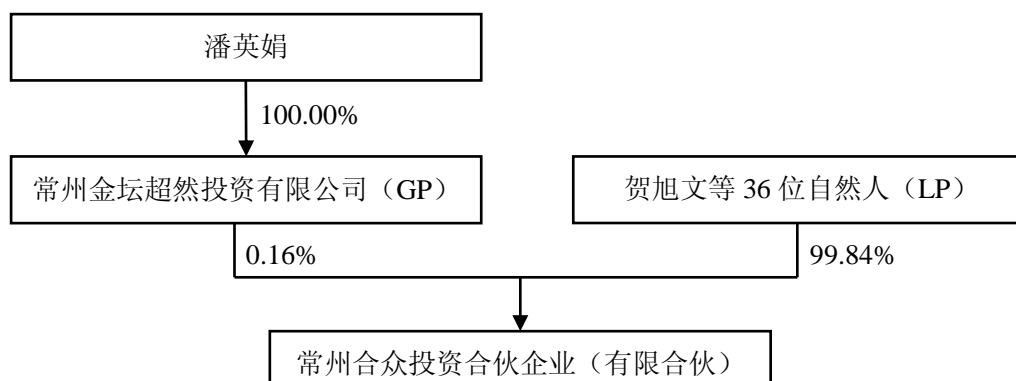 潘英娟
100.00%
常州金坛超然投资有限公司（GP）
贺旭文等 36 位自然人（LP）
0.16%
99.84%
常州合众投资合伙企业（有限合伙）